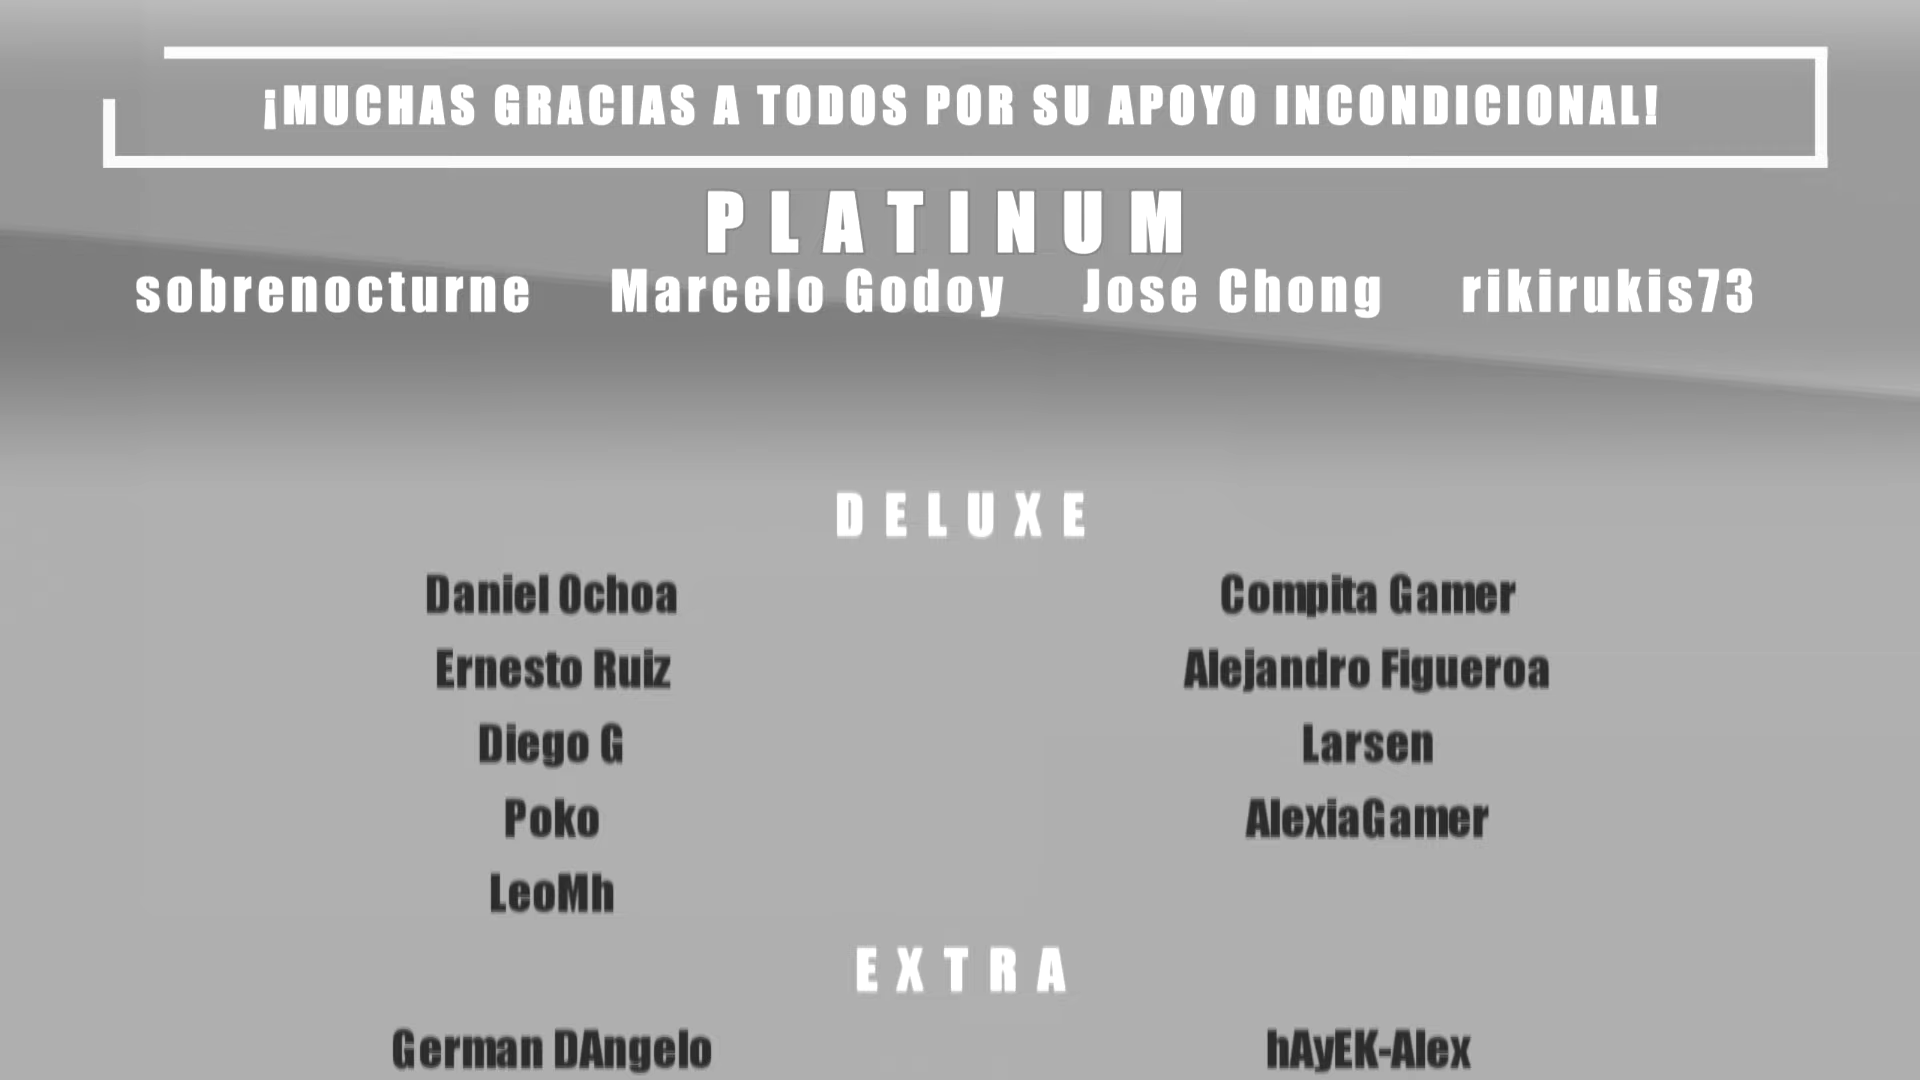 ¡MUCHAS GRACIAS A TODOS POR SU APOYO INCONDICIONAL!
PLATINUM
sobrenocturne Marcelo Godoy Jose Chong rikirukis73
DELUXE
Daniel Ochoa Compita Gamer
Ernesto Ruiz Alejandro Figueroa
Diego G Larsen
Poko AlexiaGamer
LeoMh
EXTRA
German DAngelo hAyEK-Alex